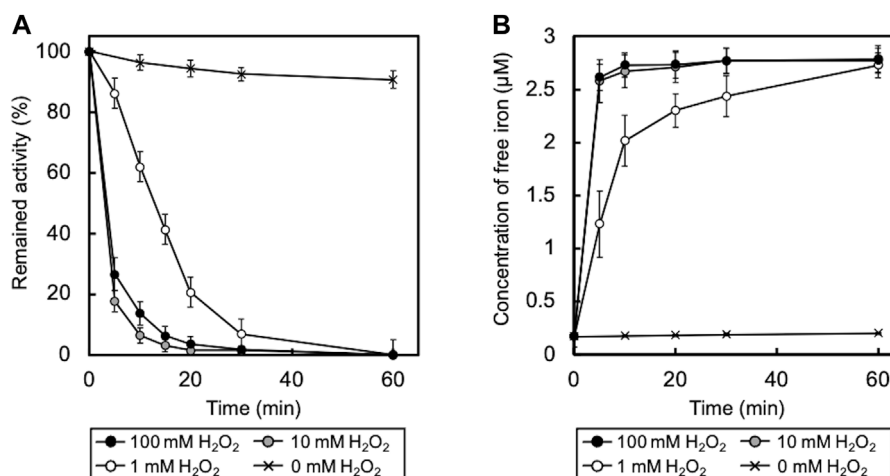 A
Remained activity (%)
100
80
60
40
20
0
0 20 40 60
Time (min)
100 mM H₂O₂ 10 mM H₂O₂
1 mM H₂O₂ 0 mM H₂O₂
B
Concentration of free iron (μM)
3
2.5
2
1.5
1
0.5
0
0 20 40 60
Time (min)
100 mM H₂O₂ 10 mM H₂O₂
1 mM H₂O₂ 0 mM H₂O₂